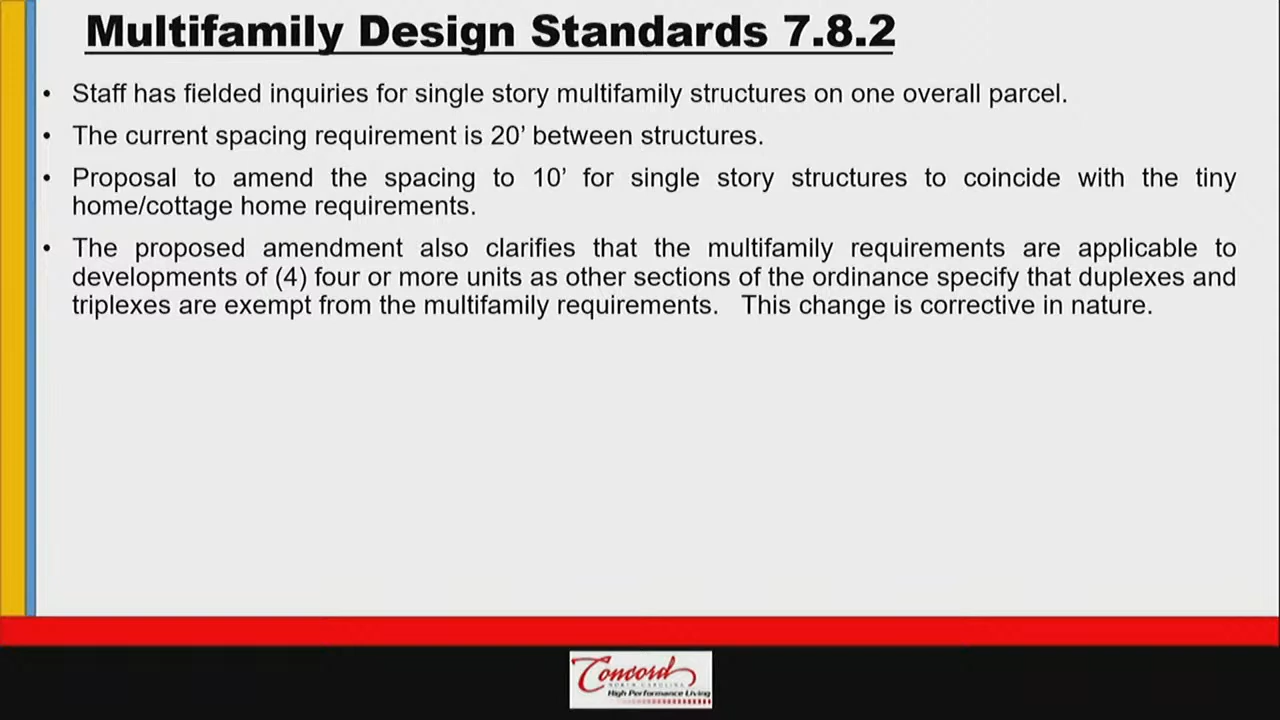 Multifamily Design Standards 7.8.2
• Staff has fielded inquiries for single story multifamily structures on one overall parcel.
• The current spacing requirement is 20’ between structures.
• Proposal to amend the spacing to 10’ for single story structures to coincide with the tiny
home/cottage home requirements.
• The proposed amendment also clarifies that the multifamily requirements are applicable to
developments of (4) four or more units as other sections of the ordinance specify that duplexes and
triplexes are exempt from the multifamily requirements. This change is corrective in nature.
Concord
NORTH CAROLINA
High Performance Living